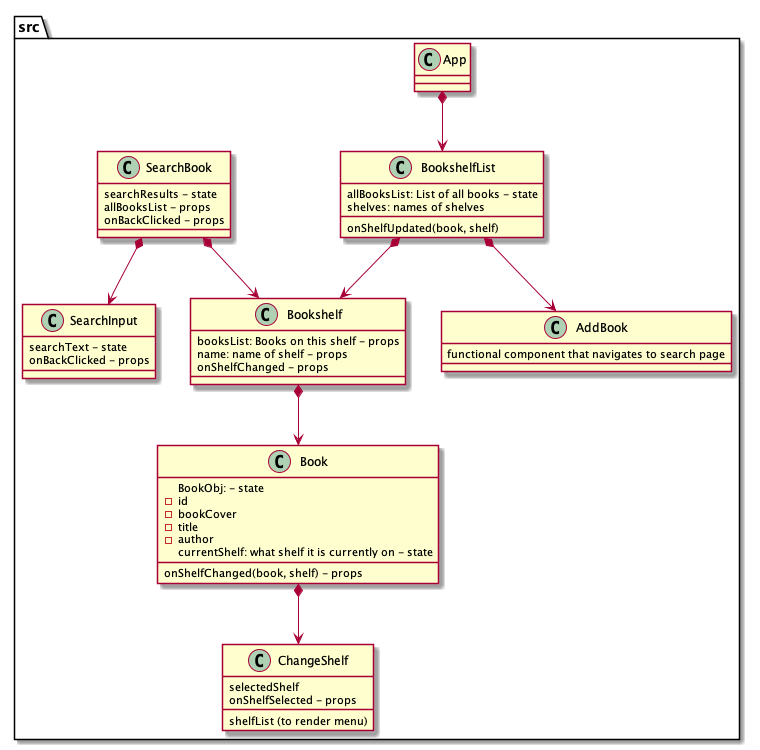 src
C App
C SearchBook
searchResults – state
allBooksList – props
onBackClicked – props
C BookshelfList
allBooksList: List of all books – state
shelves: names of shelves
onShelfUpdated(book, shelf)
C SearchInput
searchText – state
onBackClicked – props
C Bookshelf
booksList: Books on this shelf – props
name: name of shelf – props
onShelfChanged – props
C AddBook
functional component that navigates to search page
C Book
BookObj: – state
id
bookCover
title
author
currentShelf: what shelf it is currently on – state
onShelfChanged(book, shelf) – props
C ChangeShelf
selectedShelf
onShelfSelected – props
shelfList (to render menu)